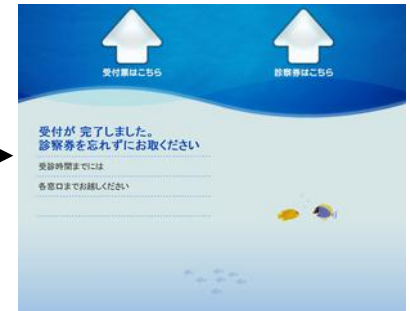 受付票はこちら
診察券はこちら
受付が 完了しました。
診察券を忘れずにお取ください
受診時間までには
各窓口までお越しください